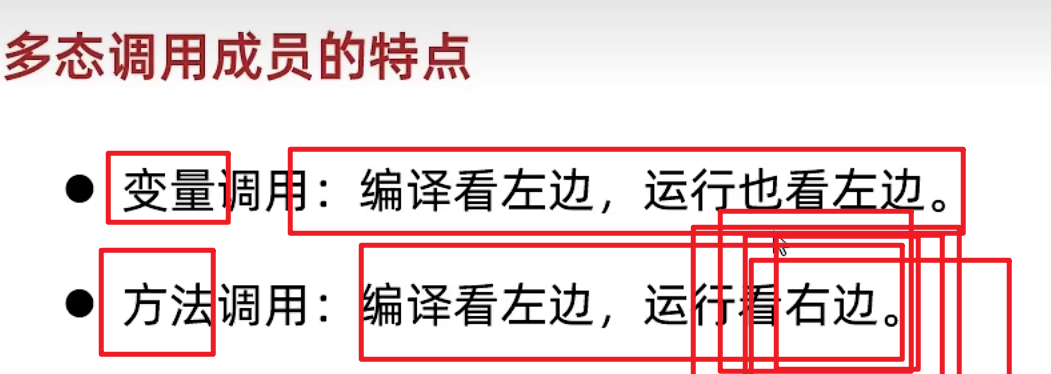 多态调用成员的特点
● 变量调用：编译看左边，运行也看左边。
● 方法调用：编译看左边，运行看右边。